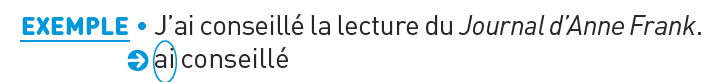 EXEMPLE • J'ai conseillé la lecture du Journal d'Anne Frank.
➔ ai conseillé